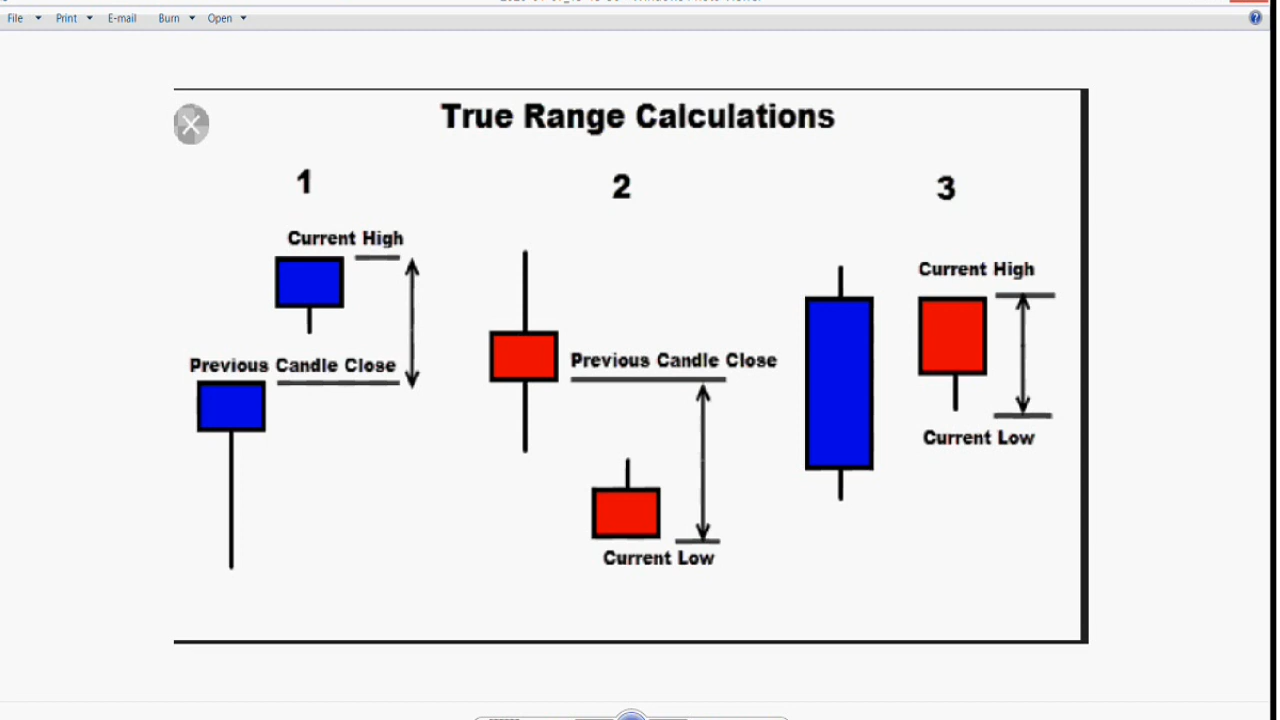 File Print E-mail Burn Open
True Range Calculations
1
2
3
Current High
Previous Candle Close
Previous Candle Close
Current Low
Current High
Current Low